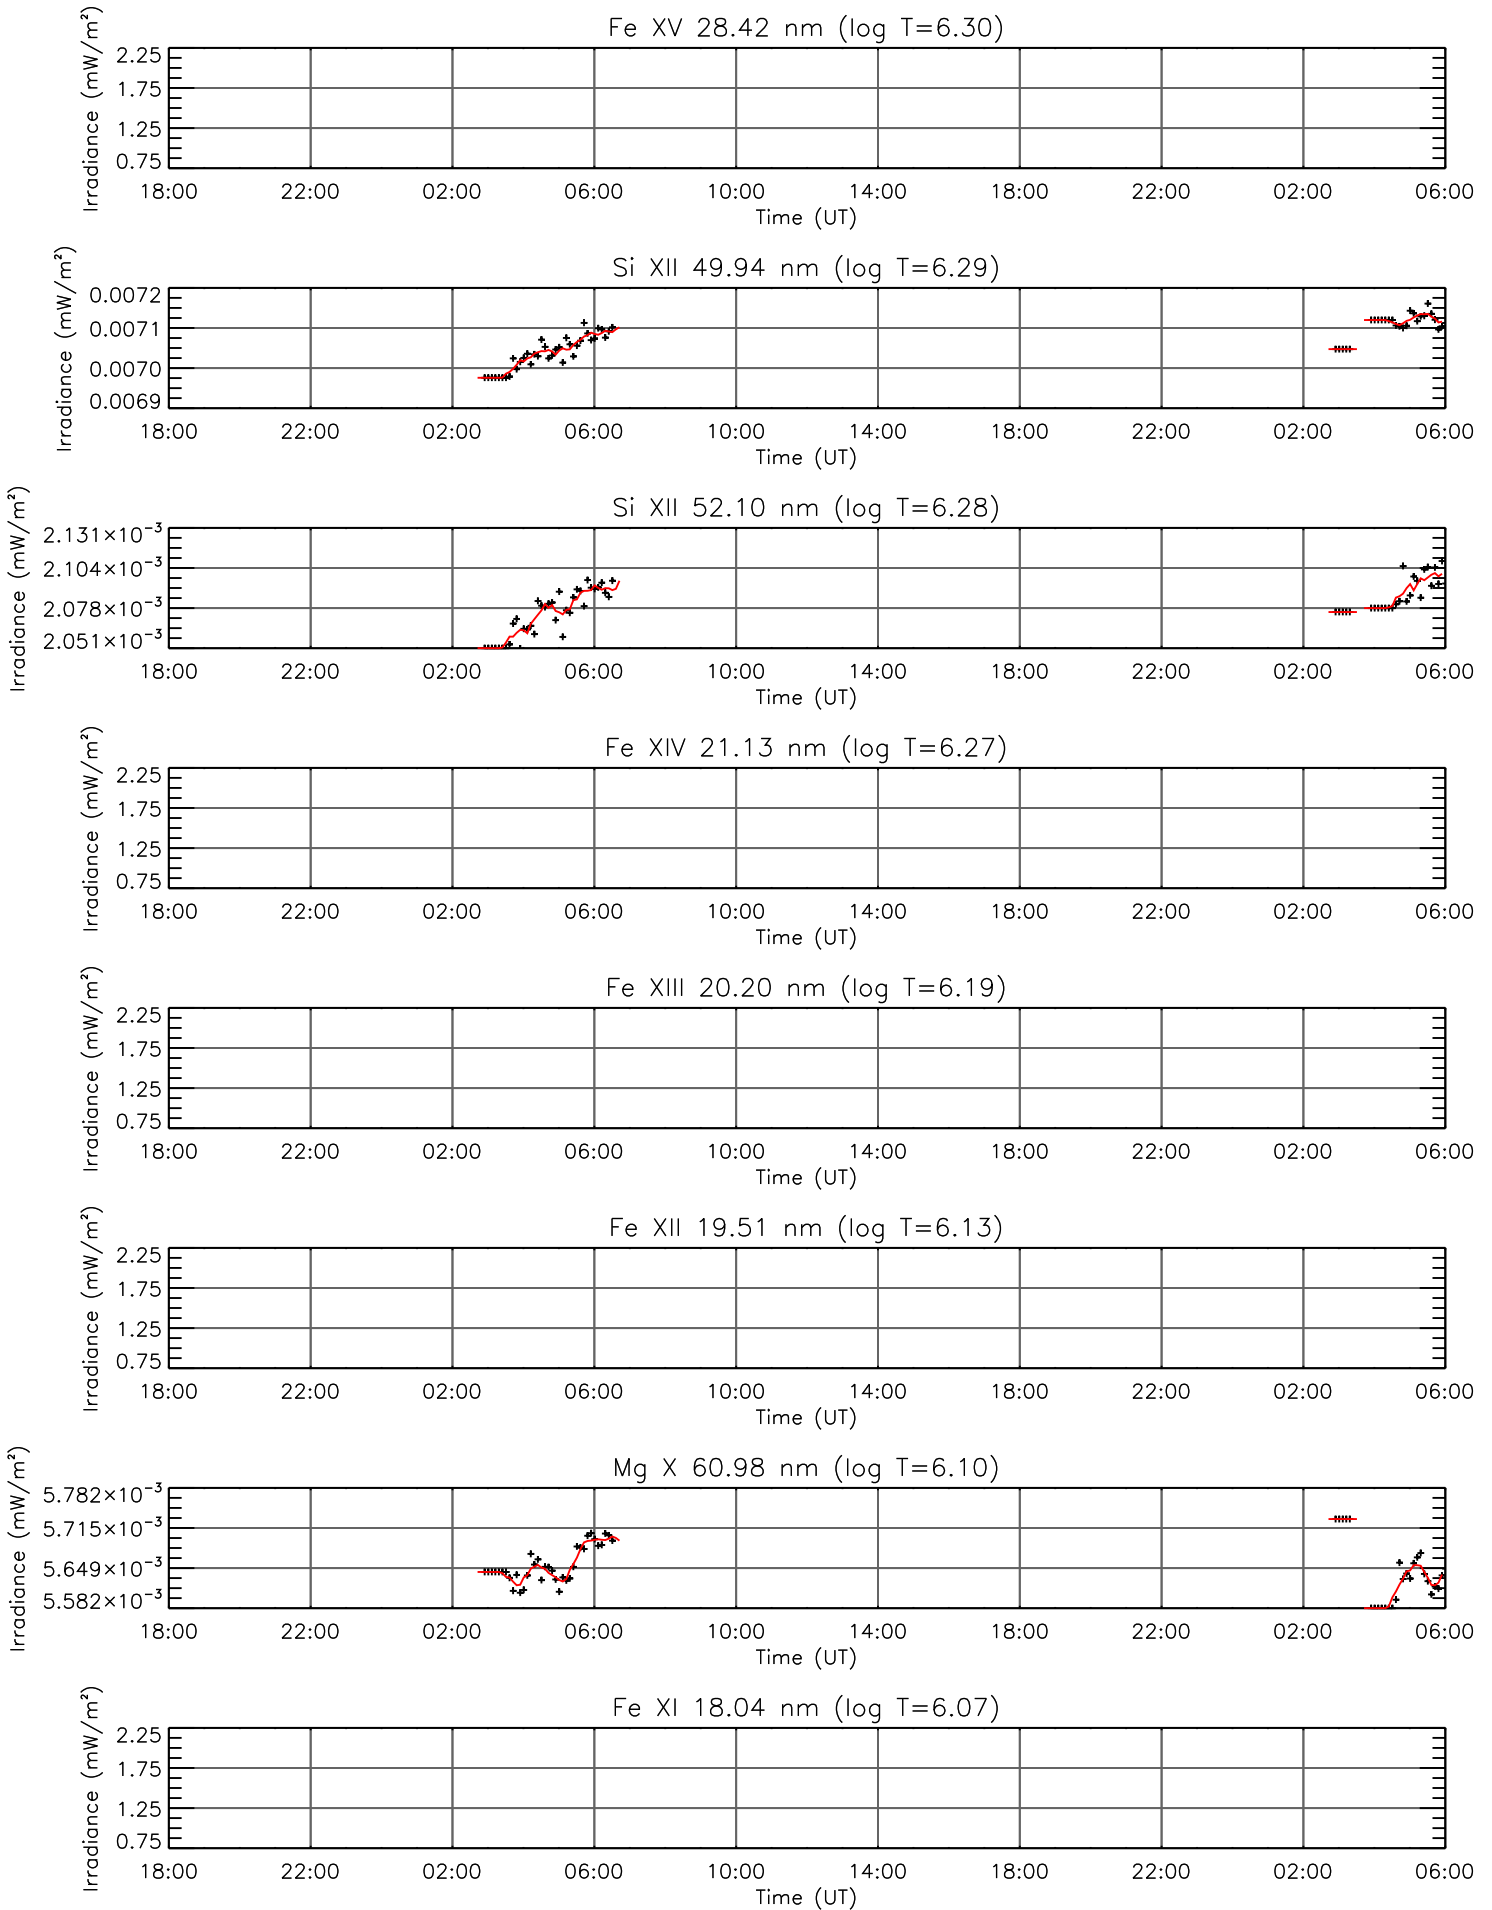 Fe XV 28.42 nm (log T=6.30)
Irradiance (mW/m²)
2.25
1.75
1.25
0.75
18:00 22:00 02:00 06:00 10:00 14:00 18:00 22:00 02:00 06:00
Time (UT)
Si XII 49.94 nm (log T=6.29)
Irradiance (mW/m²)
0.0072
0.0071
0.0070
0.0069
18:00 22:00 02:00 06:00 10:00 14:00 18:00 22:00 02:00 06:00
Time (UT)
Si XII 52.10 nm (log T=6.28)
Irradiance (mW/m²)
2.131×10⁻³
2.104×10⁻³
2.078×10⁻³
2.051×10⁻³
18:00 22:00 02:00 06:00 10:00 14:00 18:00 22:00 02:00 06:00
Time (UT)
Fe XIV 21.13 nm (log T=6.27)
Irradiance (mW/m²)
2.25
1.75
1.25
0.75
18:00 22:00 02:00 06:00 10:00 14:00 18:00 22:00 02:00 06:00
Time (UT)
Fe XIII 20.20 nm (log T=6.19)
Irradiance (mW/m²)
2.25
1.75
1.25
0.75
18:00 22:00 02:00 06:00 10:00 14:00 18:00 22:00 02:00 06:00
Time (UT)
Fe XII 19.51 nm (log T=6.13)
Irradiance (mW/m²)
2.25
1.75
1.25
0.75
18:00 22:00 02:00 06:00 10:00 14:00 18:00 22:00 02:00 06:00
Time (UT)
Mg X 60.98 nm (log T=6.10)
Irradiance (mW/m²)
5.782×10⁻³
5.715×10⁻³
5.649×10⁻³
5.582×10⁻³
18:00 22:00 02:00 06:00 10:00 14:00 18:00 22:00 02:00 06:00
Time (UT)
Fe XI 18.04 nm (log T=6.07)
Irradiance (mW/m²)
2.25
1.75
1.25
0.75
18:00 22:00 02:00 06:00 10:00 14:00 18:00 22:00 02:00 06:00
Time (UT)